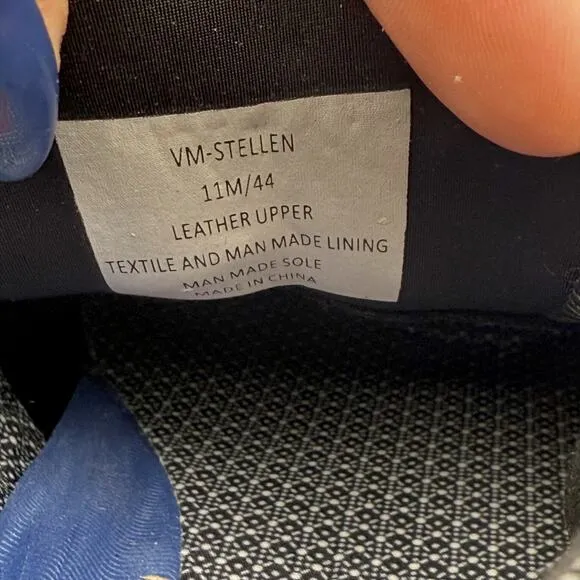 VM-STELLEN
11M/44
LEATHER UPPER
TEXTILE AND MAN MADE LINING
MAN MADE SOLE
MADE IN CHINA